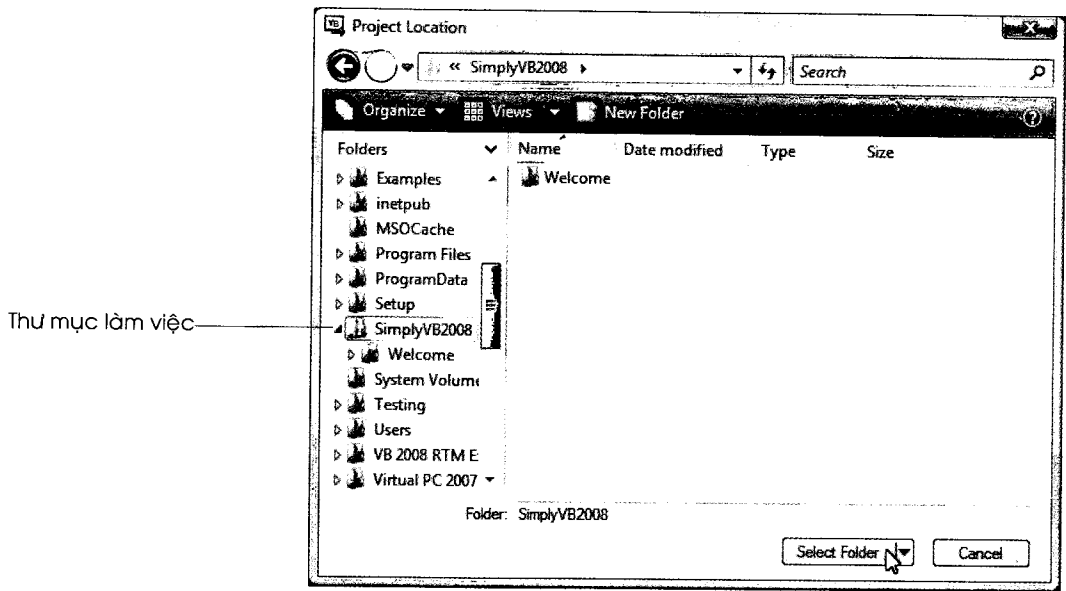 Project Location
« SimplyVB2008
Search
Organize Views New Folder
Folders
Name Date modified Type Size
Examples
Welcome
inetpub
MSOCache
Program Files
ProgramData
Setup
Thư mục làm việc
SimplyVB2008
Welcome
System Volume
Testing
Users
VB 2008 RTM E
Virtual PC 2007
Folder: SimplyVB2008
Select Folder Cancel